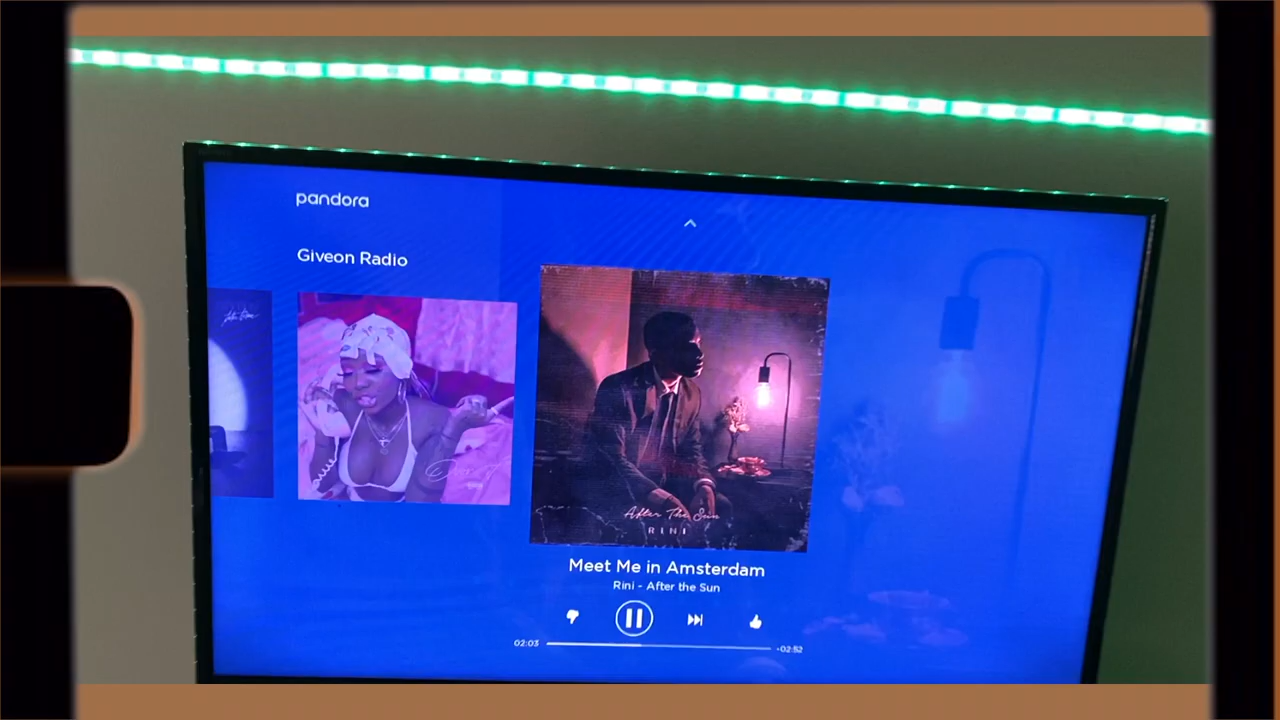 pandora
Giveon Radio
After The Sun
RINI
Meet Me in Amsterdam
Rini - After the Sun
02:03
-02:52